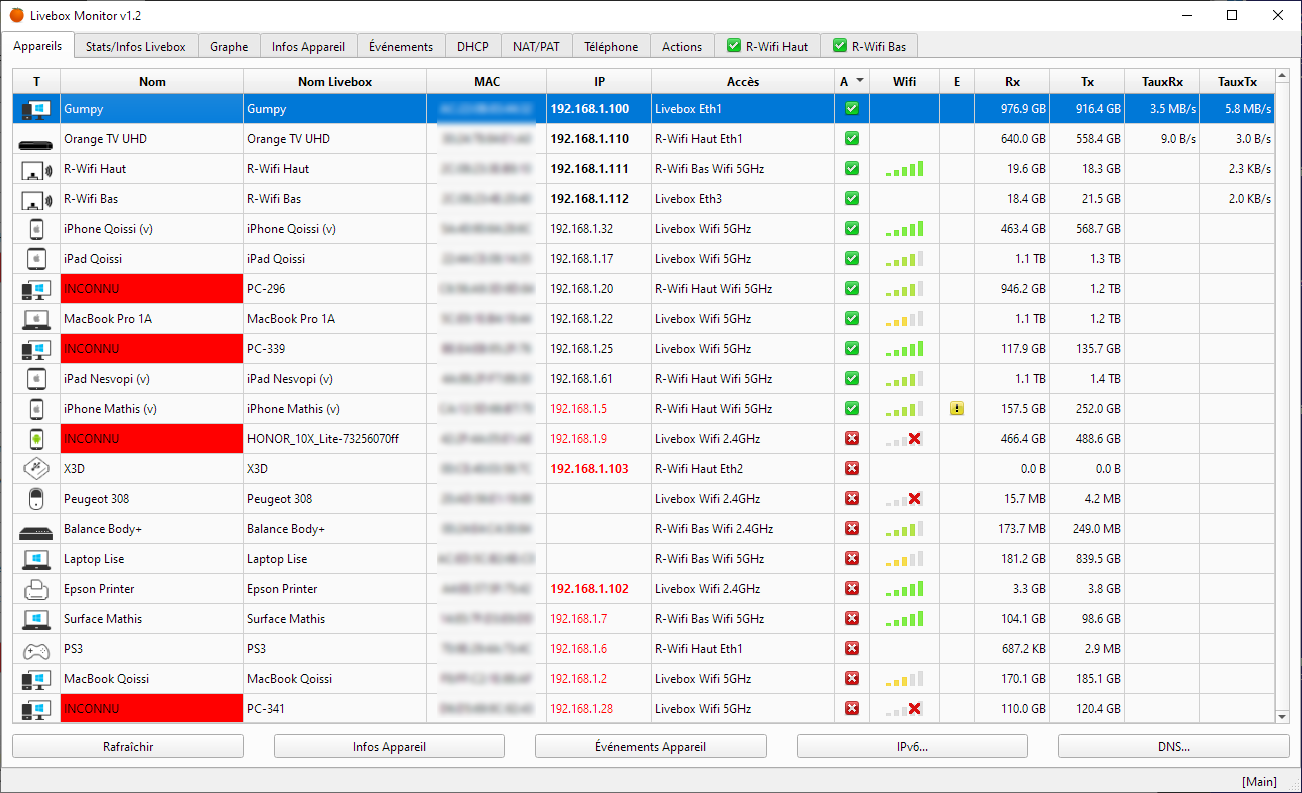 Livebox Monitor v1.2
Appareils Stats/Infos Livebox Graphe Infos Appareil Événements DHCP NAT/PAT Téléphone Actions R-Wifi Haut R-Wifi Bas
T Nom Nom Livebox MAC IP Accès A Wifi E Rx Tx TauxRx TauxTx
Gumpy Gumpy 192.168.1.100 Livebox Eth1 976.9 GB 916.4 GB 3.5 MB/s 5.8 MB/s
Orange TV UHD Orange TV UHD 192.168.1.110 R-Wifi Haut Eth1 640.0 GB 558.4 GB 9.0 B/s 3.0 B/s
R-Wifi Haut R-Wifi Haut 192.168.1.111 R-Wifi Bas Wifi 5GHz 19.6 GB 18.3 GB 2.3 KB/s
R-Wifi Bas R-Wifi Bas 192.168.1.112 Livebox Eth3 18.4 GB 21.5 GB 2.0 KB/s
iPhone Qoissi (v) iPhone Qoissi (v) 192.168.1.32 Livebox Wifi 5GHz 463.4 GB 568.7 GB
iPad Qoissi iPad Qoissi 192.168.1.17 Livebox Wifi 5GHz 1.1 TB 1.3 TB
INCONNU PC-296 192.168.1.20 R-Wifi Haut Wifi 5GHz 946.2 GB 1.2 TB
MacBook Pro 1A MacBook Pro 1A 192.168.1.22 Livebox Wifi 5GHz 1.1 TB 1.2 TB
INCONNU PC-339 192.168.1.25 Livebox Wifi 5GHz 117.9 GB 135.7 GB
iPad Nesvopi (v) iPad Nesvopi (v) 192.168.1.61 R-Wifi Haut Wifi 5GHz 1.1 TB 1.4 TB
iPhone Mathis (v) iPhone Mathis (v) 192.168.1.5 R-Wifi Haut Wifi 5GHz 157.5 GB 252.0 GB
INCONNU HONOR_10X_Lite-73256070ff 192.168.1.9 Livebox Wifi 2.4GHz 466.4 GB 488.6 GB
X3D X3D 192.168.1.103 R-Wifi Haut Eth2 0.0 B 0.0 B
Peugeot 308 Peugeot 308 Livebox Wifi 2.4GHz 15.7 MB 4.2 MB
Balance Body+ Balance Body+ R-Wifi Bas Wifi 2.4GHz 173.7 MB 249.0 MB
Laptop Lise Laptop Lise R-Wifi Bas Wifi 5GHz 181.2 GB 839.5 GB
Epson Printer Epson Printer 192.168.1.102 Livebox Wifi 2.4GHz 3.3 GB 3.8 GB
Surface Mathis Surface Mathis 192.168.1.7 R-Wifi Bas Wifi 5GHz 104.1 GB 98.6 GB
PS3 PS3 192.168.1.6 R-Wifi Haut Eth1 687.2 KB 2.9 MB
MacBook Qoissi MacBook Qoissi 192.168.1.2 Livebox Wifi 5GHz 170.1 GB 185.1 GB
INCONNU PC-341 192.168.1.28 Livebox Wifi 5GHz 110.0 GB 120.4 GB
Rafraîchir Infos Appareil Événements Appareil IPv6... DNS...
[Main]